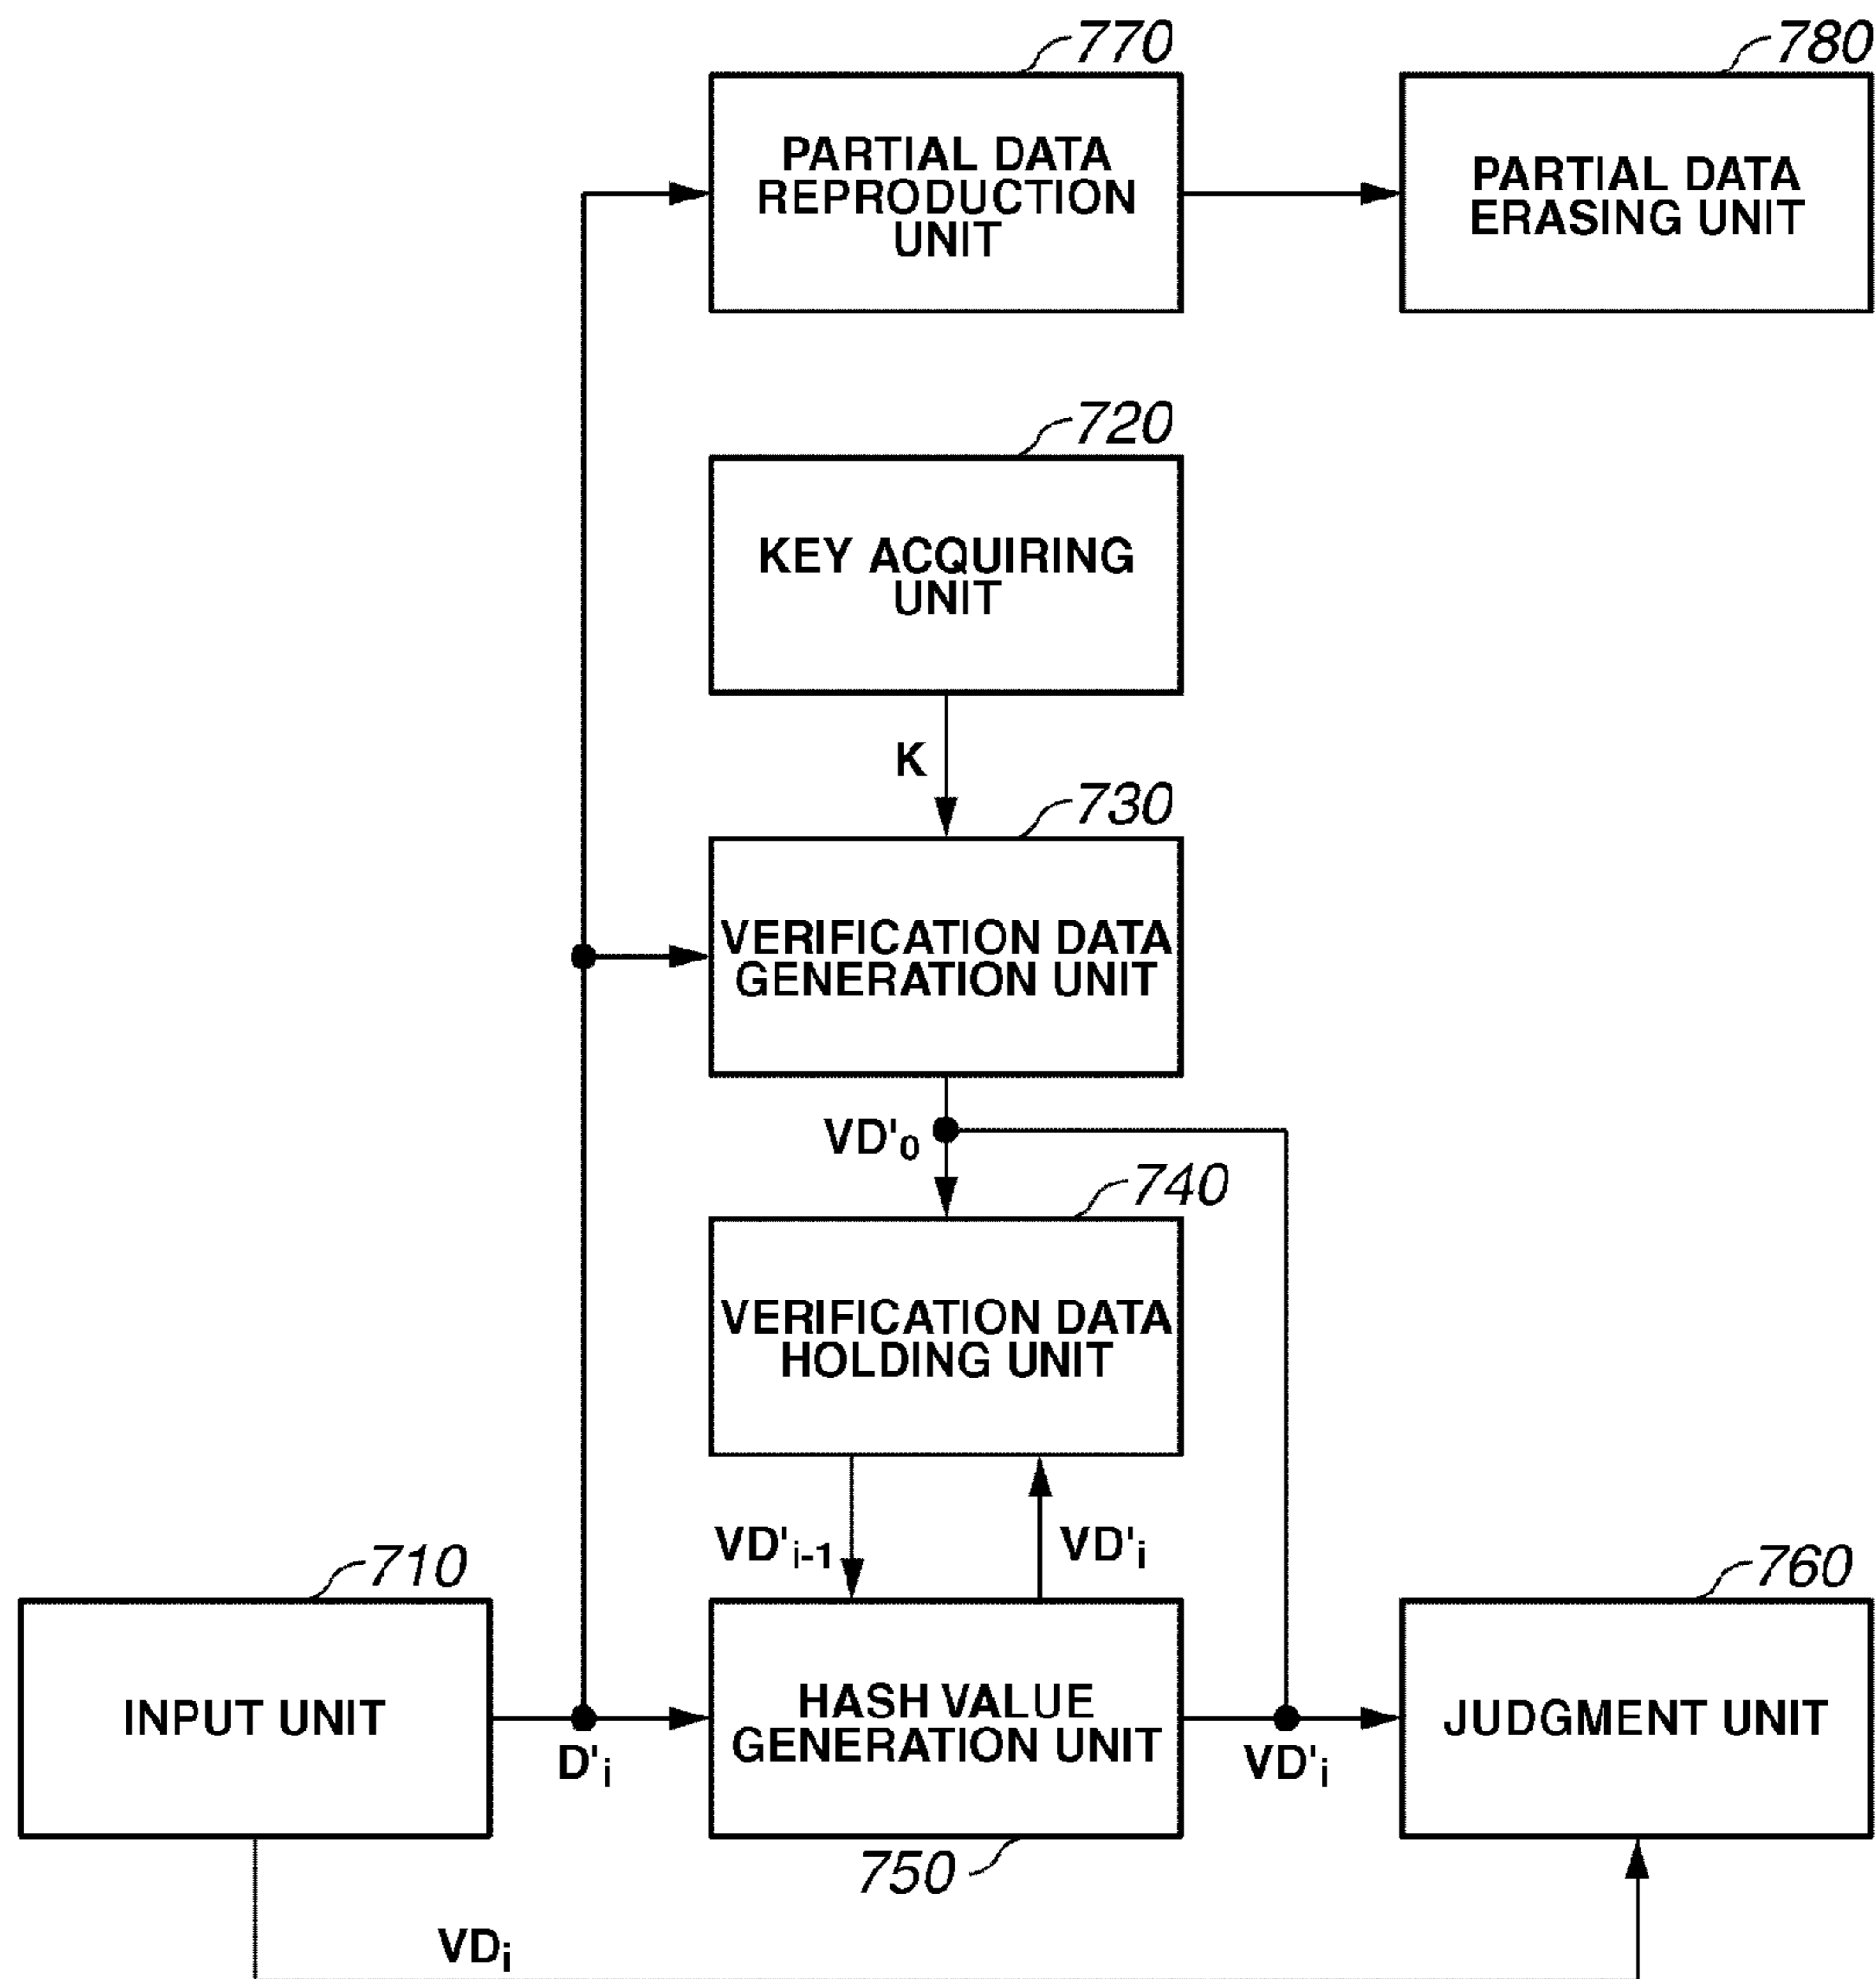 770
780
PARTIAL DATA
REPRODUCTION
UNIT
PARTIAL DATA
ERASING UNIT
720
KEY ACQUIRING
UNIT
K
730
VERIFICATION DATA
GENERATION UNIT
VD'0
740
VERIFICATION DATA
HOLDING UNIT
VD'i-1
VD'i
710
760
INPUT UNIT
D'i
HASH VALUE
GENERATION UNIT
VD'i
JUDGMENT UNIT
750
VDi